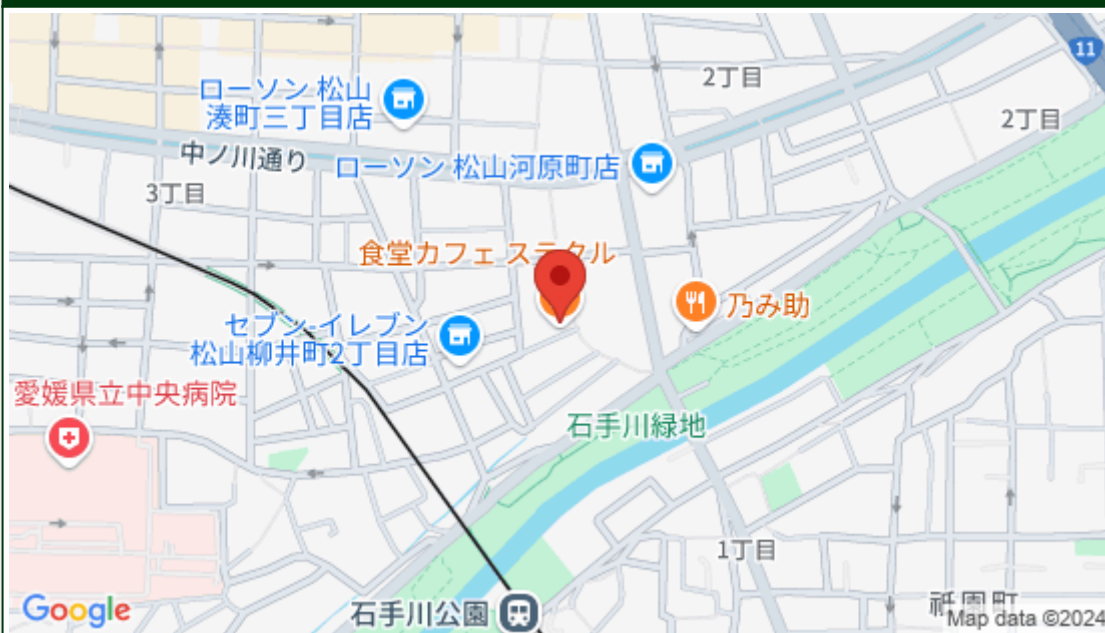 11
2丁目
ローソン 松山
湊町三丁目店
2丁目
中ノ川通り
ローソン 松山河原町店
3丁目
食堂カフェ ステクル
乃み助
セブン-イレブン
松山柳井町2丁目店
愛媛県立中央病院
石手川緑地
1丁目
Google
石手川公園
祇園町
Map data ©2024